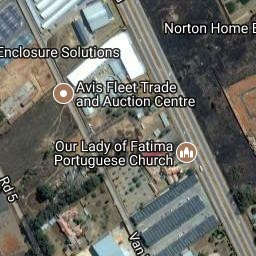 Norton Home
Enclosure Solutions
Avis Fleet Trade
and Auction Centre
Our Lady of Fatima
Portuguese Church
Rd 5
Van